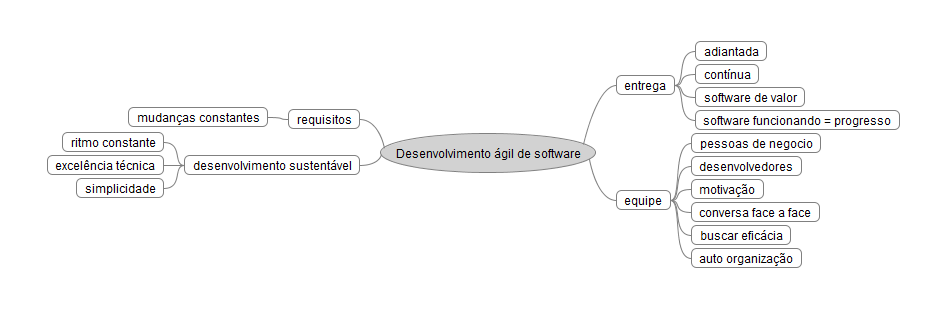 Desenvolvimento ágil de software
requisitos
mudanças constantes
desenvolvimento sustentável
ritmo constante
excelência técnica
simplicidade
entrega
adiantada
contínua
software de valor
software funcionando = progresso
equipe
pessoas de negocio
desenvolvedores
motivação
conversa face a face
buscar eficácia
auto organização